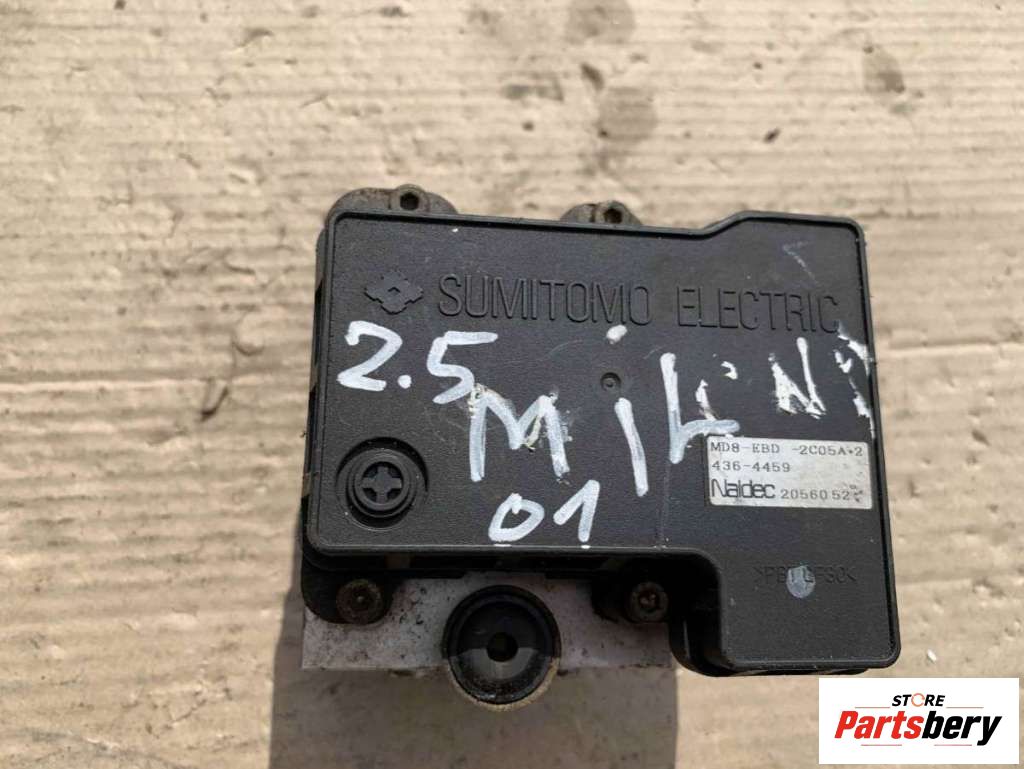 SUMITOMO ELECTRIC
2.5
01
MD8-EBD -2C05A•2
436-4459
Naldec 2056052
STORE
Partsbery